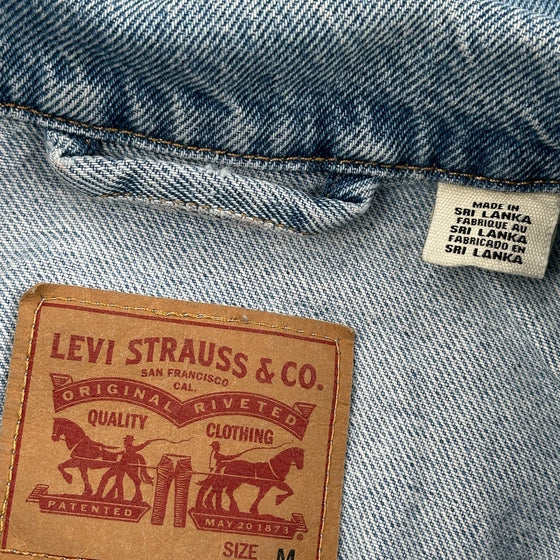 MADE IN
SRI LANKA
FABRIQUE AU
SRI LANKA
FABRICADO EN
SRI LANKA
LEVI STRAUSS & CO.
SAN FRANCISCO
CAL.
ORIGINAL RIVETED
QUALITY CLOTHING
PATENTED MAY 20 1873
SIZE M